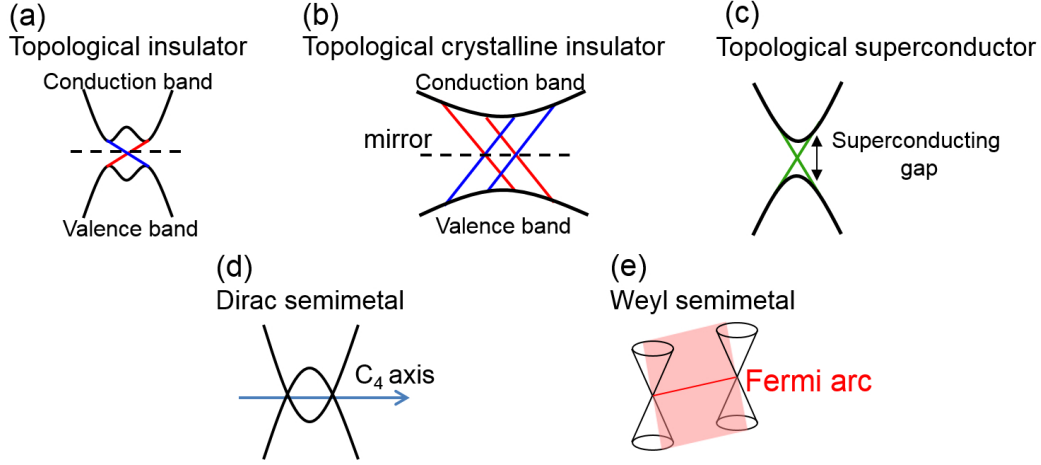 (a)
Topological insulator
Conduction band
Valence band
(b)
Topological crystalline insulator
Conduction band
mirror
Valence band
(c)
Topological superconductor
Superconducting
gap
(d)
Dirac semimetal
C₄ axis
(e)
Weyl semimetal
Fermi arc